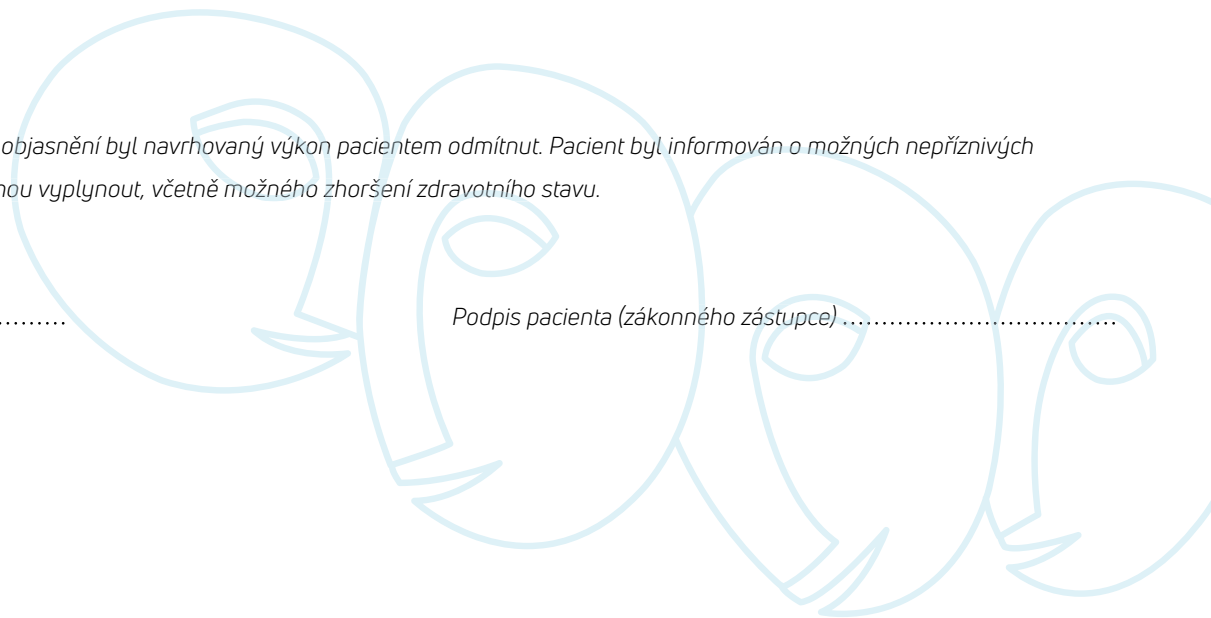 objasnění byl navrhovaný výkon pacientem odmítnut. Pacient byl informován o možných nepříznivých
vyplynout, včetně možného zhoršení zdravotního stavu.
......... Podpis pacienta (zákonného zástupce) ...................................